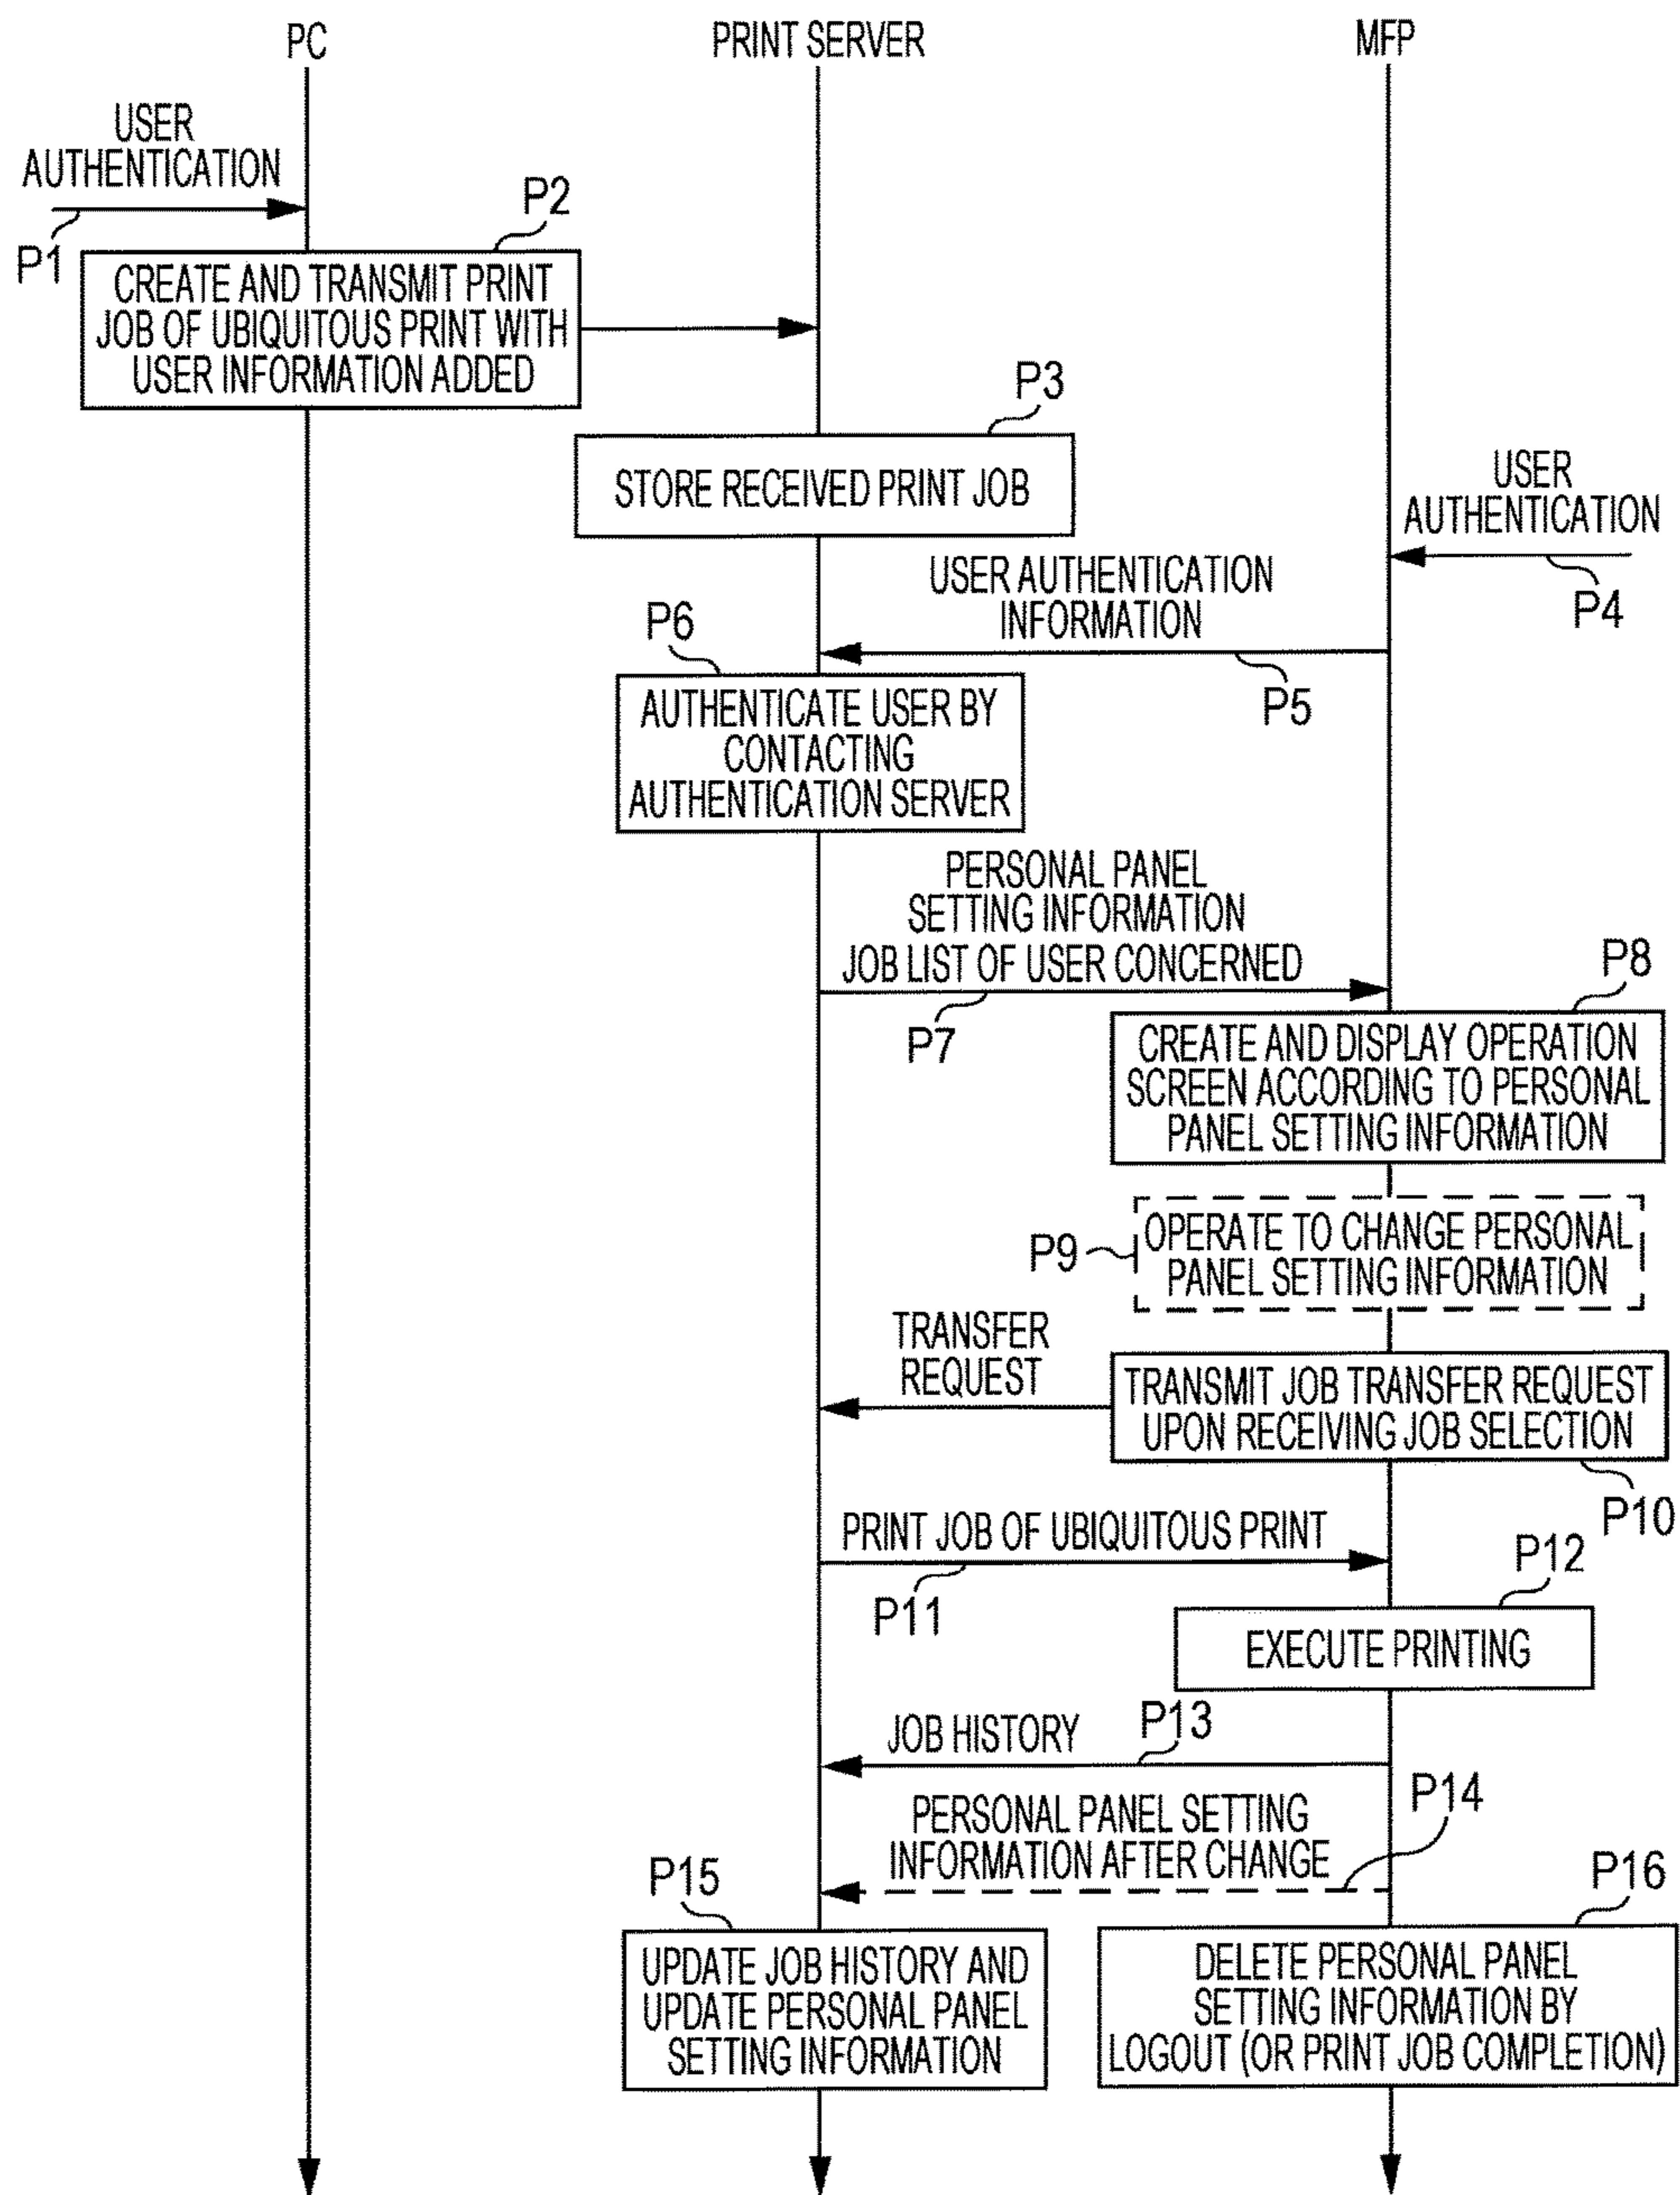 PC
PRINT SERVER
MFP
USER
AUTHENTICATION
P1
P2
CREATE AND TRANSMIT PRINT
JOB OF UBIQUITOUS PRINT WITH
USER INFORMATION ADDED
P3
STORE RECEIVED PRINT JOB
USER
AUTHENTICATION
P4
USER AUTHENTICATION
INFORMATION
P5
P6
AUTHENTICATE USER BY
CONTACTING
AUTHENTICATION SERVER
PERSONAL PANEL
SETTING INFORMATION
JOB LIST OF USER CONCERNED
P7
P8
CREATE AND DISPLAY OPERATION
SCREEN ACCORDING TO PERSONAL
PANEL SETTING INFORMATION
P9
OPERATE TO CHANGE PERSONAL
PANEL SETTING INFORMATION
TRANSFER
REQUEST
TRANSMIT JOB TRANSFER REQUEST
UPON RECEIVING JOB SELECTION
P10
PRINT JOB OF UBIQUITOUS PRINT
P11
P12
EXECUTE PRINTING
JOB HISTORY
P13
PERSONAL PANEL SETTING
INFORMATION AFTER CHANGE
P14
P15
UPDATE JOB HISTORY AND
UPDATE PERSONAL PANEL
SETTING INFORMATION
P16
DELETE PERSONAL PANEL
SETTING INFORMATION BY
LOGOUT (OR PRINT JOB COMPLETION)